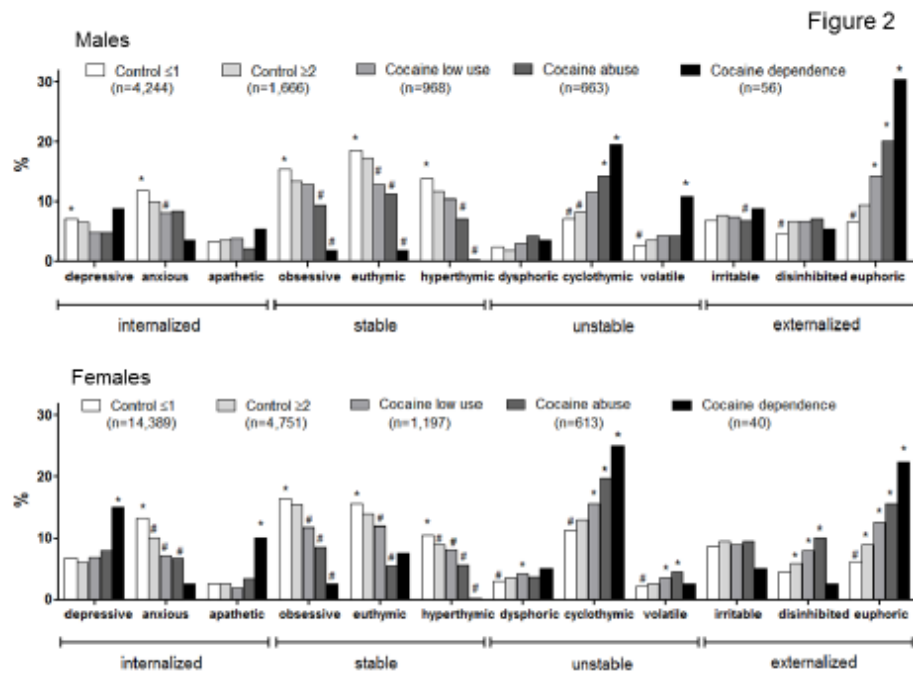 Figure 2
Males
Control ≤1 Control ≥2 Cocaine low use Cocaine abuse Cocaine dependence
(n=4,244) (n=1,666) (n=968) (n=663) (n=56)
30
20
10
0
%
* * * * * * * * * * *
# # # # # # # # # # # #
depressive anxious apathetic obsessive euthymic hyperthymic dysphoric cyclothymic volatile irritable disinhibited euphoric
internalized stable unstable externalized
Females
Control ≤1 Control ≥2 Cocaine low use Cocaine abuse Cocaine dependence
(n=14,389) (n=4,751) (n=1,197) (n=613) (n=40)
30
20
10
0
%
depressive anxious apathetic obsessive euthymic hyperthymic dysphoric cyclothymic volatile irritable disinhibited euphoric
internalized stable unstable externalized